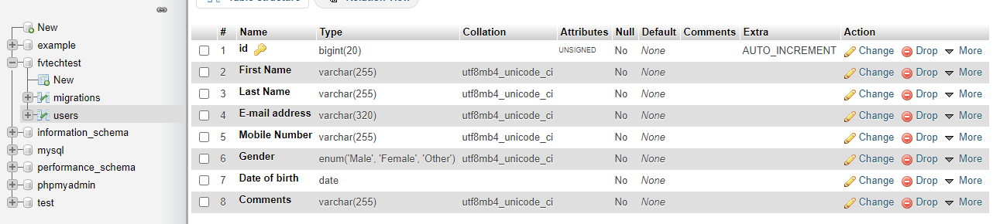 Table structure Relation view
New
example
fvtechtest
New
migrations
users
information_schema
mysql
performance_schema
phpmyadmin
test
# Name Type Collation Attributes Null Default Comments Extra Action
1 id bigint(20) UNSIGNED No None AUTO_INCREMENT Change Drop More
2 First Name varchar(255) utf8mb4_unicode_ci No None Change Drop More
3 Last Name varchar(255) utf8mb4_unicode_ci No None Change Drop More
4 E-mail address varchar(320) utf8mb4_unicode_ci No None Change Drop More
5 Mobile Number varchar(255) utf8mb4_unicode_ci No None Change Drop More
6 Gender enum('Male', 'Female', 'Other') utf8mb4_unicode_ci No None Change Drop More
7 Date of birth date No None Change Drop More
8 Comments varchar(255) utf8mb4_unicode_ci No None Change Drop More